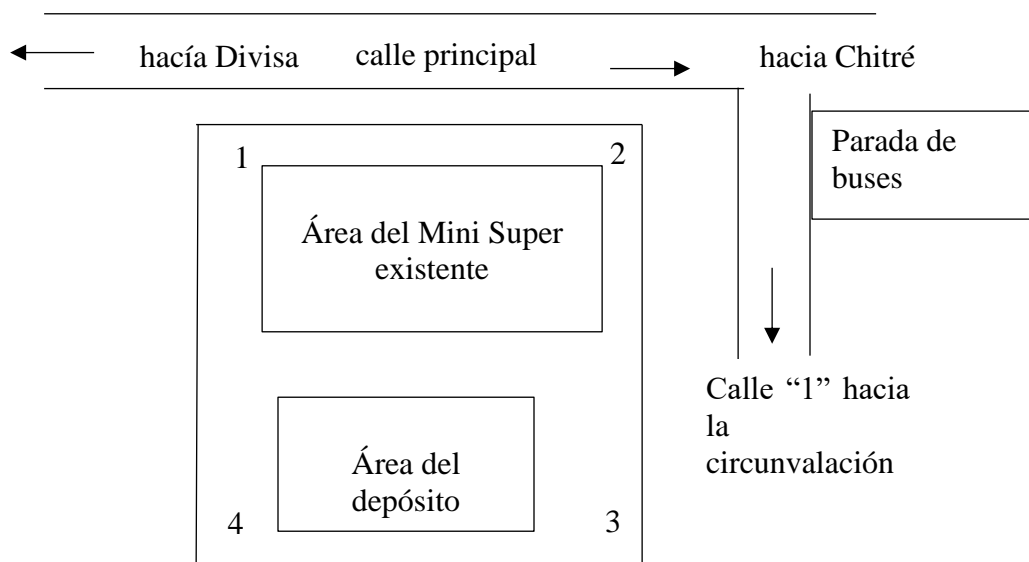 hacía Divisa calle principal hacia Chitré
Parada de
buses
1 2
Área del Mini Super
existente
Calle “1” hacia
la
circunvalación
Área del
depósito
4 3